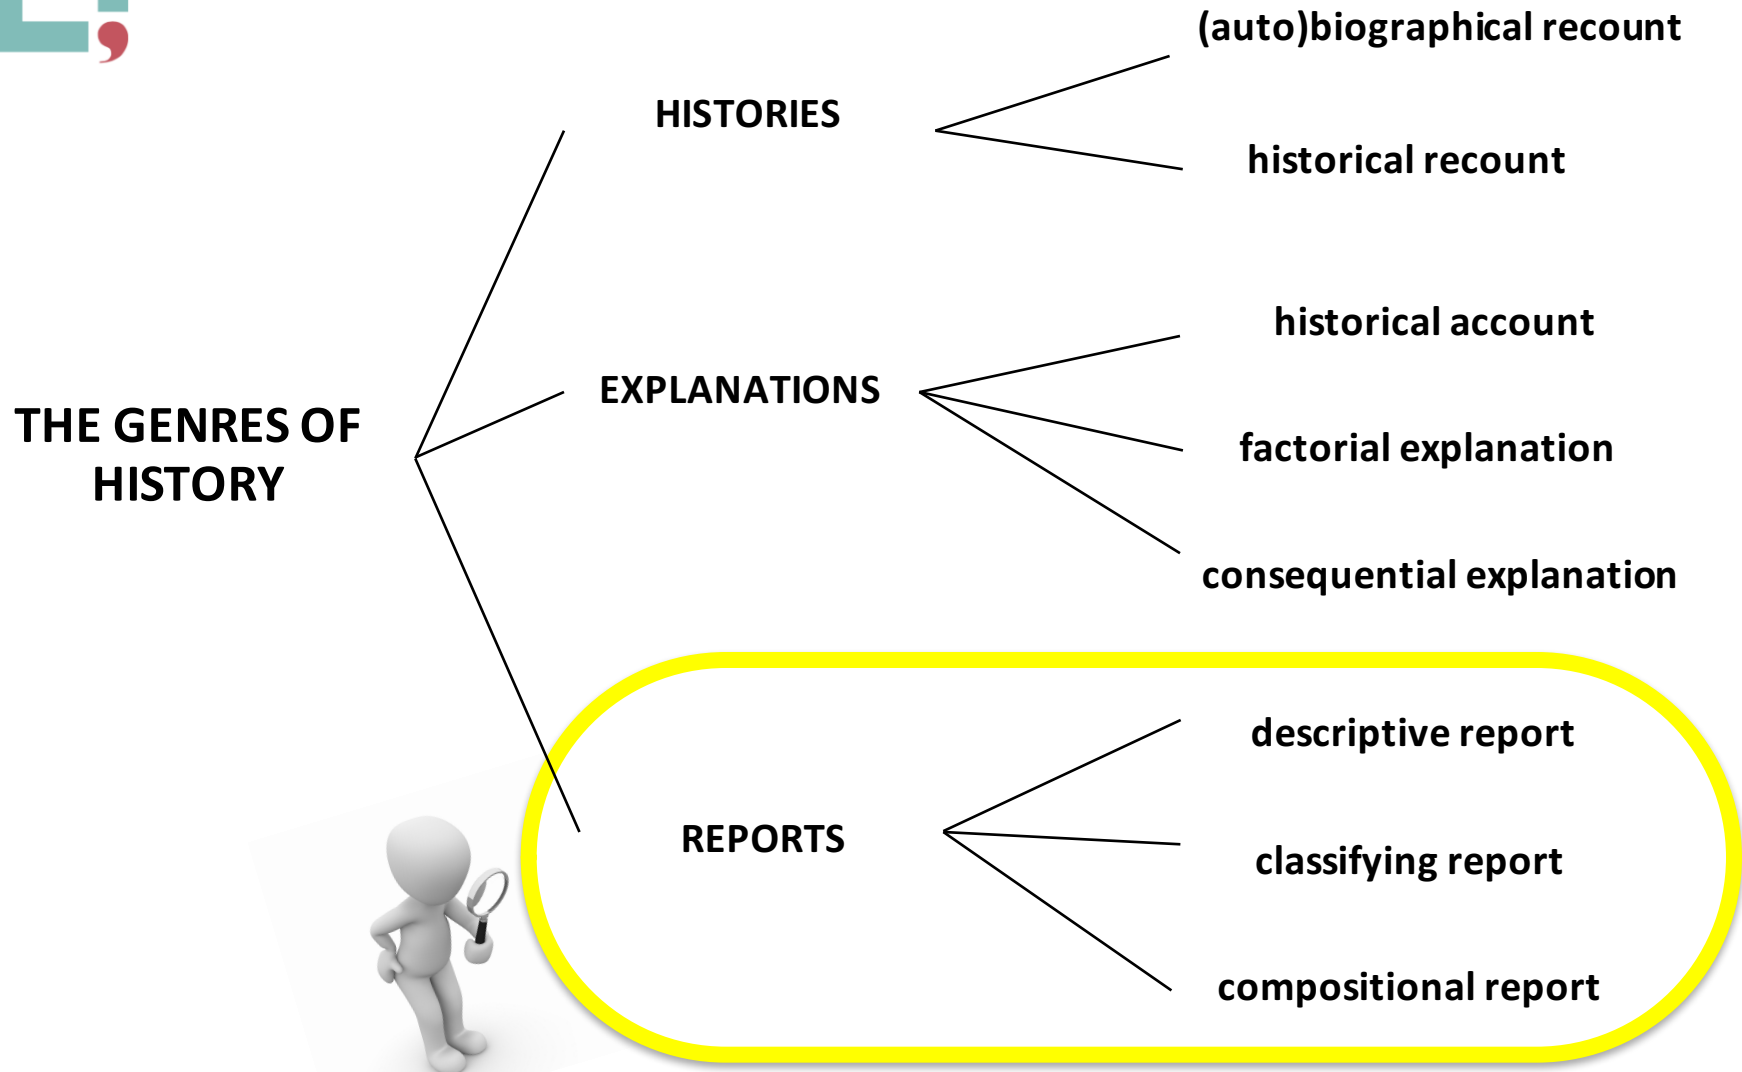 THE GENRES OF
HISTORY
HISTORIES
(auto)biographical recount
historical recount
EXPLANATIONS
historical account
factorial explanation
consequential explanation
REPORTS
descriptive report
classifying report
compositional report